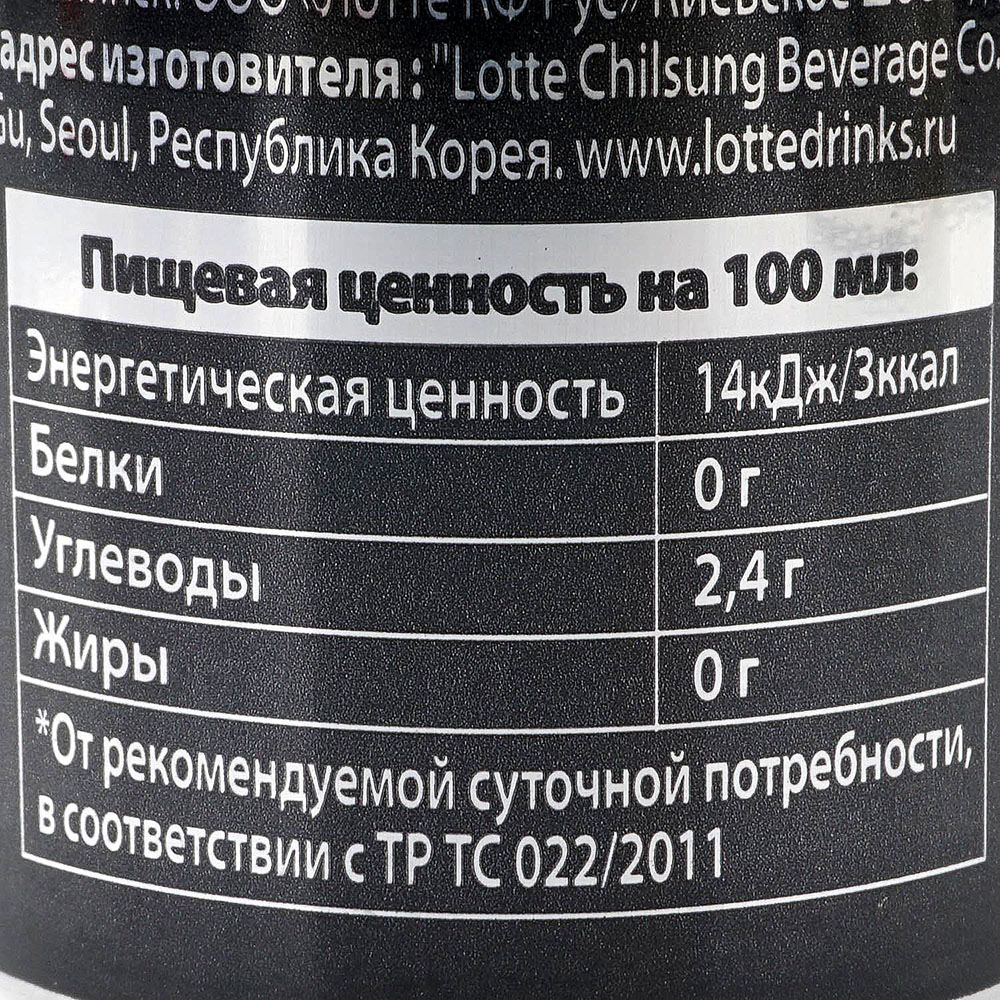 адрес изготовителя: "Lotte Chilsung Beverage Co.
Gu, Seoul, Республика Корея. www.lottedrinks.ru
Пищевая ценность на 100 мл:
Энергетическая ценность 14кДж/3ккал
Белки 0 г
Углеводы 2,4 г
Жиры 0 г
*От рекомендуемой суточной потребности,
в соответствии с ТР ТС 022/2011